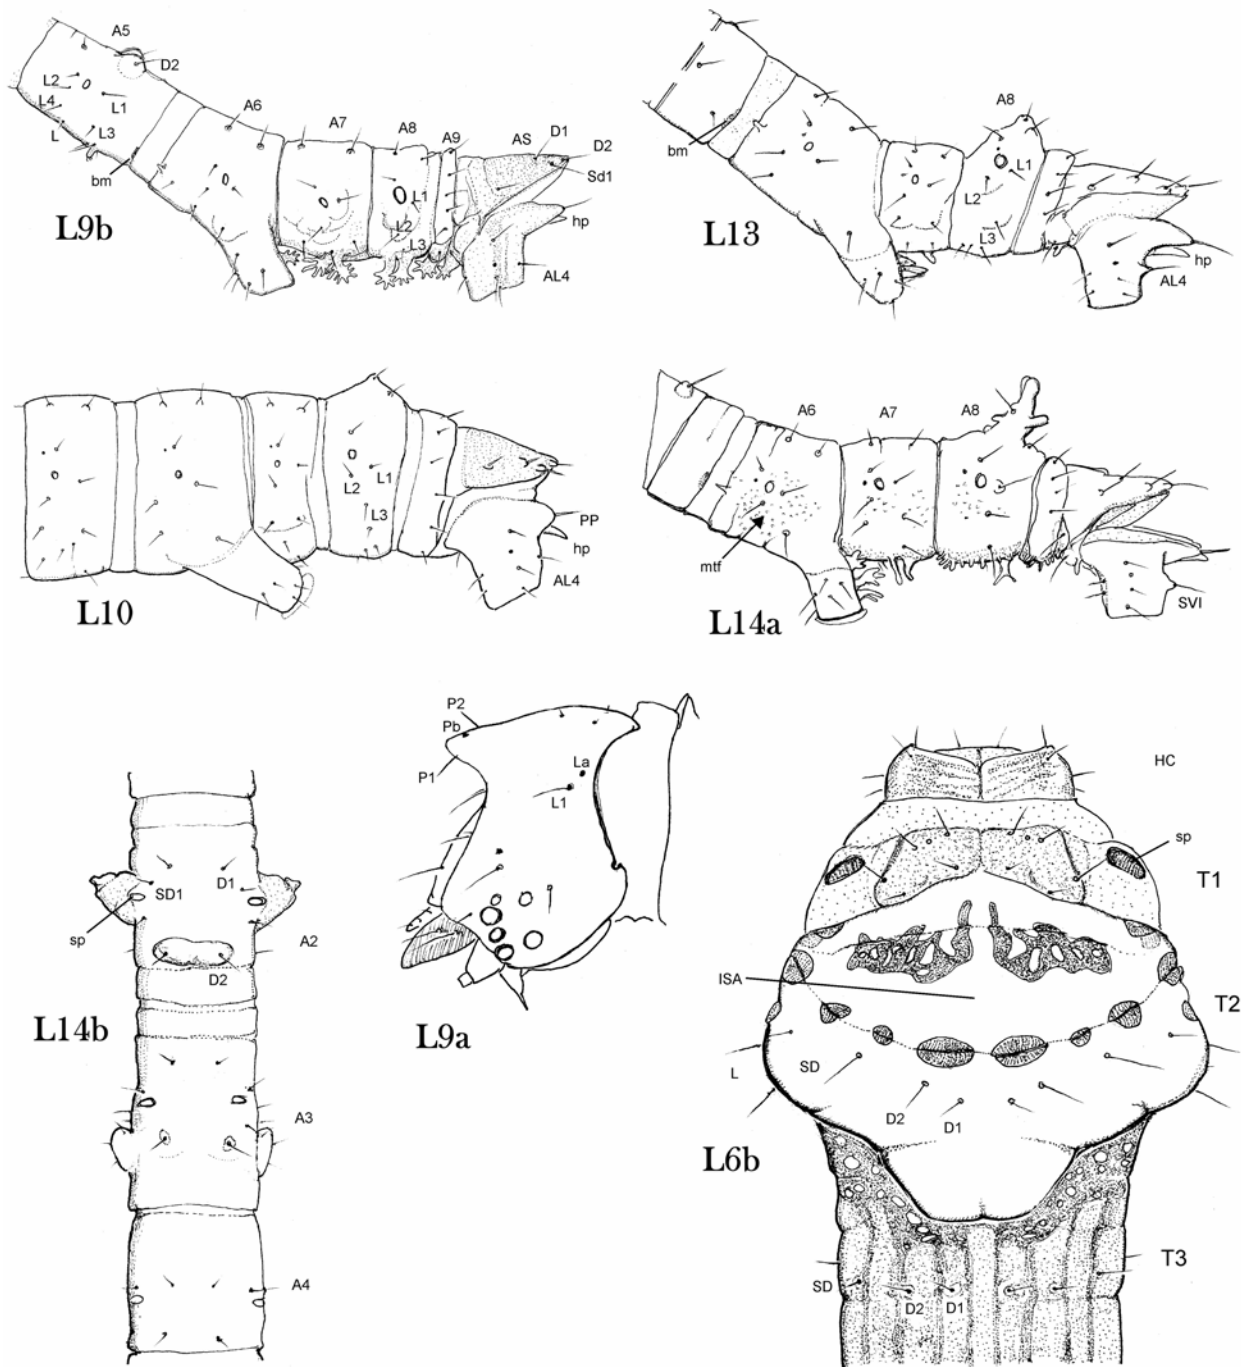 A5
D2
L2
L4
L1
L
L3
bm
A6
A7
A8
A9
AS
D1
D2
Sd1
L1
L2
L3
hp
AL4
L9b
bm
A8
L1
L2
L3
hp
AL4
L13
L1
L2
L3
PP
hp
AL4
L10
A6
A7
A8
mtf
SVI
L14a
SD1
D1
sp
A2
D2
A3
A4
L14b
P2
Pb
P1
La
L1
L9a
HC
sp
T1
ISA
T2
L
SD
D2
D1
L6b
T3
SD
D2
D1